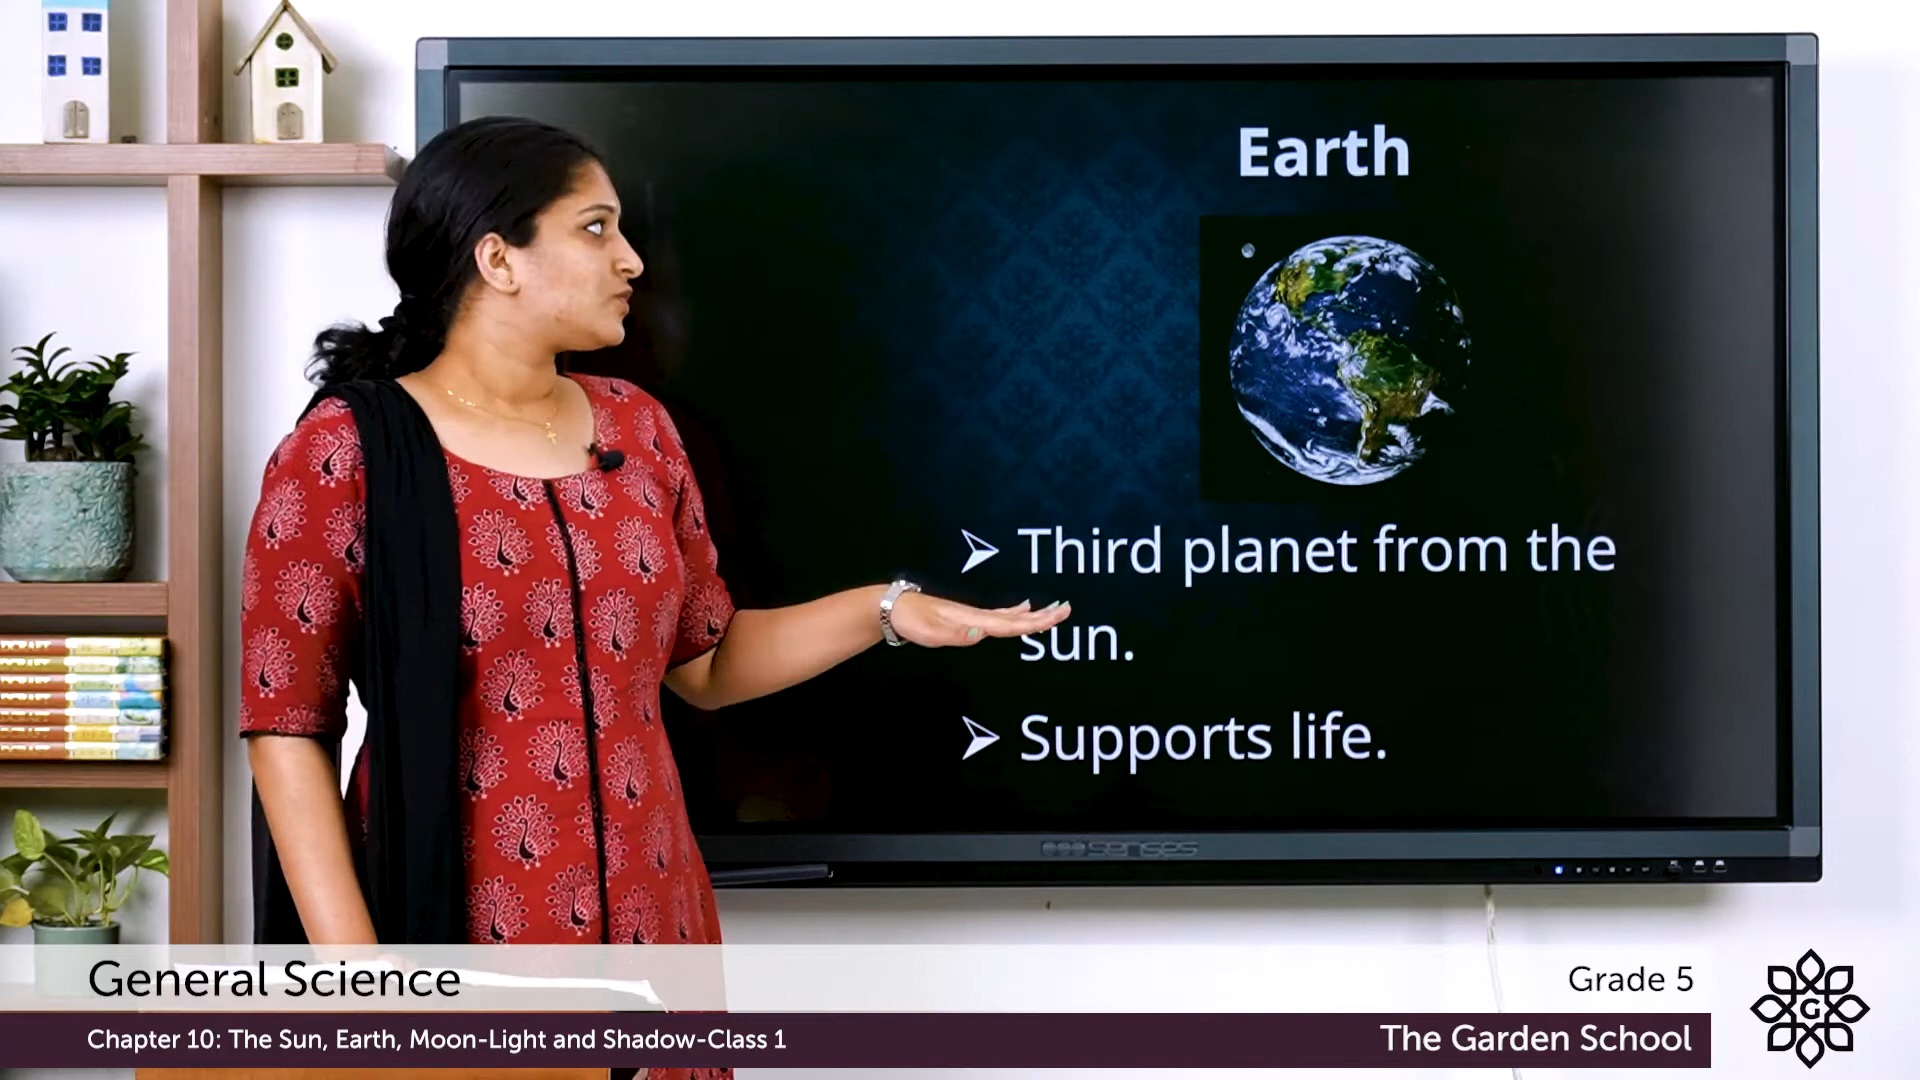 Earth
Third planet from the
sun.
Supports life.
senses
General Science
Grade 5
Chapter 10: The Sun, Earth, Moon-Light and Shadow-Class 1
The Garden School
G